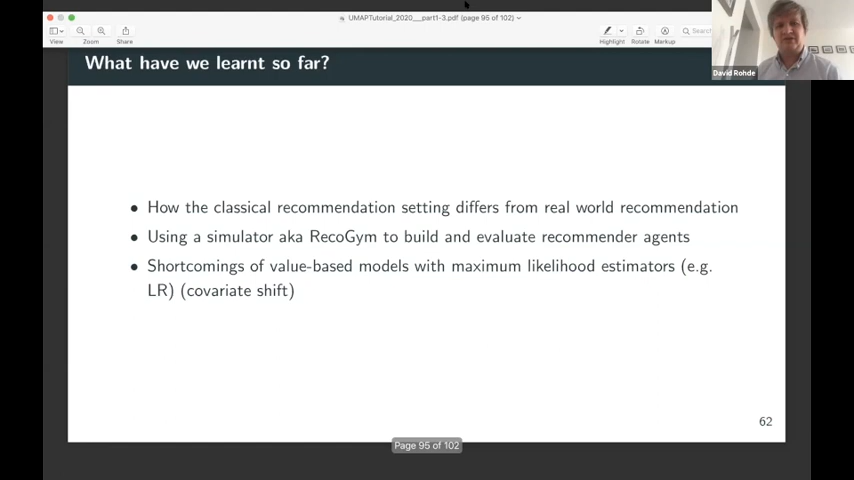 UMAPTutorial_2020__part1-3.pdf (page 95 of 102)
View
Zoom
Share
Highlight
Rotate
Markup
Search
David Rohde
What have we learnt so far?
• How the classical recommendation setting differs from real world recommendation
• Using a simulator aka RecoGym to build and evaluate recommender agents
• Shortcomings of value-based models with maximum likelihood estimators (e.g.
LR) (covariate shift)
62
Page 95 of 102